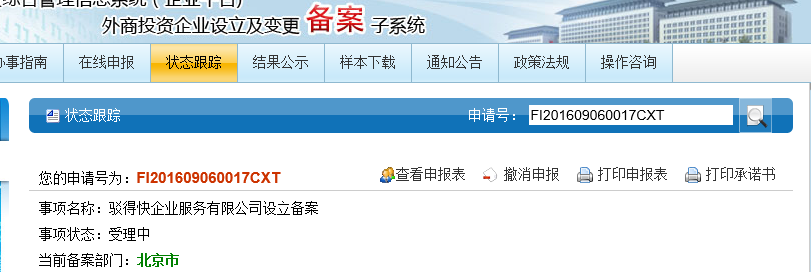 管理信息系统（企业平台）
外商投资企业设立及变更备案子系统
办事指南 在线申报 状态跟踪 结果公示 样本下载 通知公告 政策法规 操作咨询
状态跟踪 申请号： FI201609060017CXT
您的申请号为：FI201609060017CXT 查看申报表 撤消申报 打印申报表 打印承诺书
事项名称：驳得快企业服务有限公司设立备案
事项状态：受理中
当前备案部门：北京市